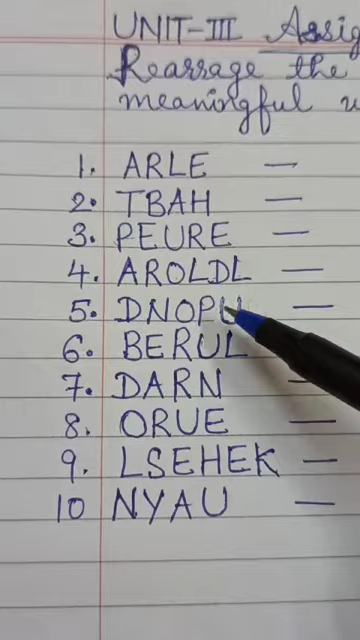 UNIT-III Assig
Rearrage the
meaningful w
1. ARLE —
2. TBAH —
3. PEURE —
4. AROLDL —
5. DNOPU —
6. BERUL
7. DARN —
8. ORUE —
9. LSEHEK —
10 NYAU —